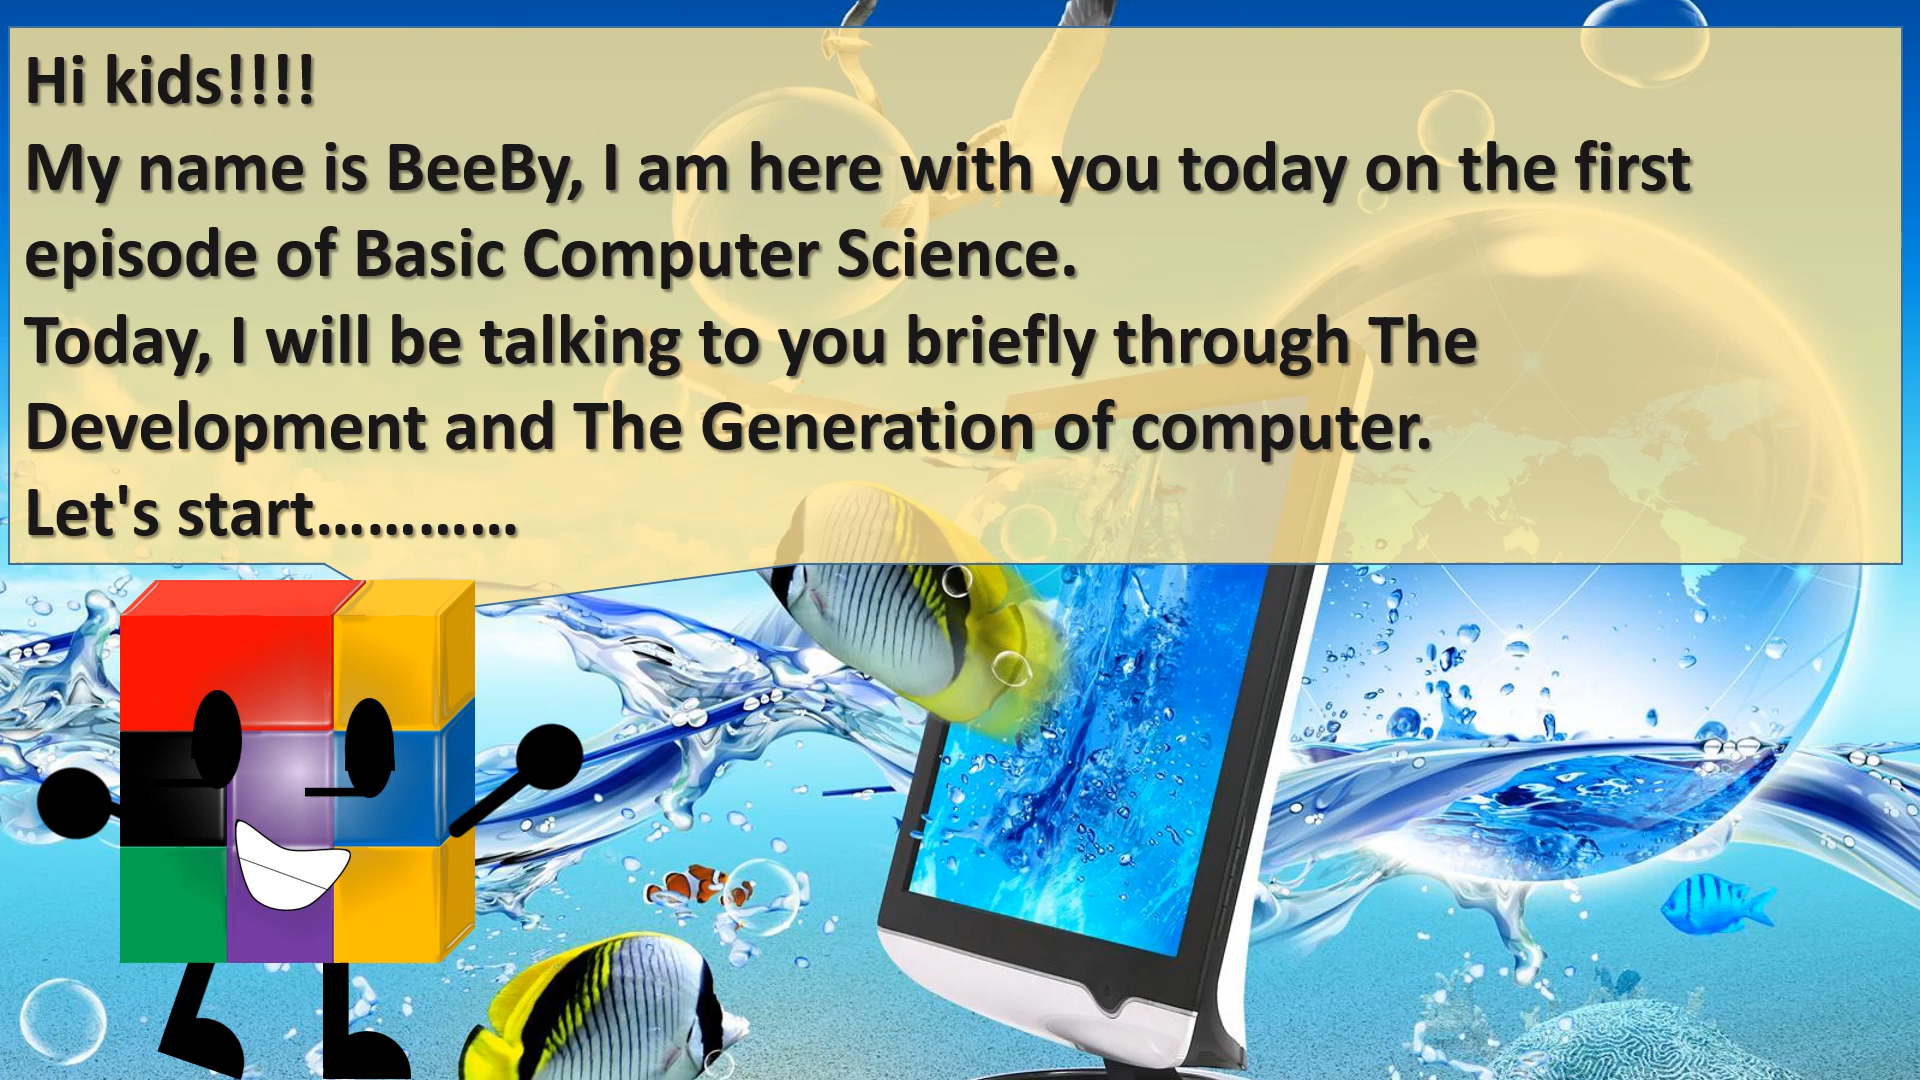 Hi kids!!!!
My name is BeeBy, I am here with you today on the first
episode of Basic Computer Science.
Today, I will be talking to you briefly through The
Development and The Generation of computer.
Let's start…………